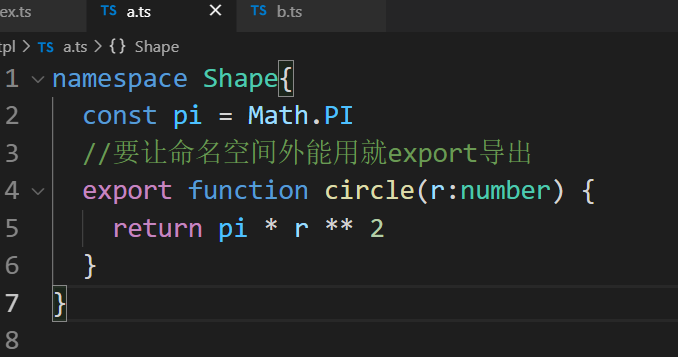 ex.ts TS a.ts × TS b.ts
tpl > TS a.ts > {} Shape
1 namespace Shape{
2 const pi = Math.PI
3 //要让命名空间外能用就export导出
4 export function circle(r:number) {
5 return pi * r ** 2
6 }
7 }
8